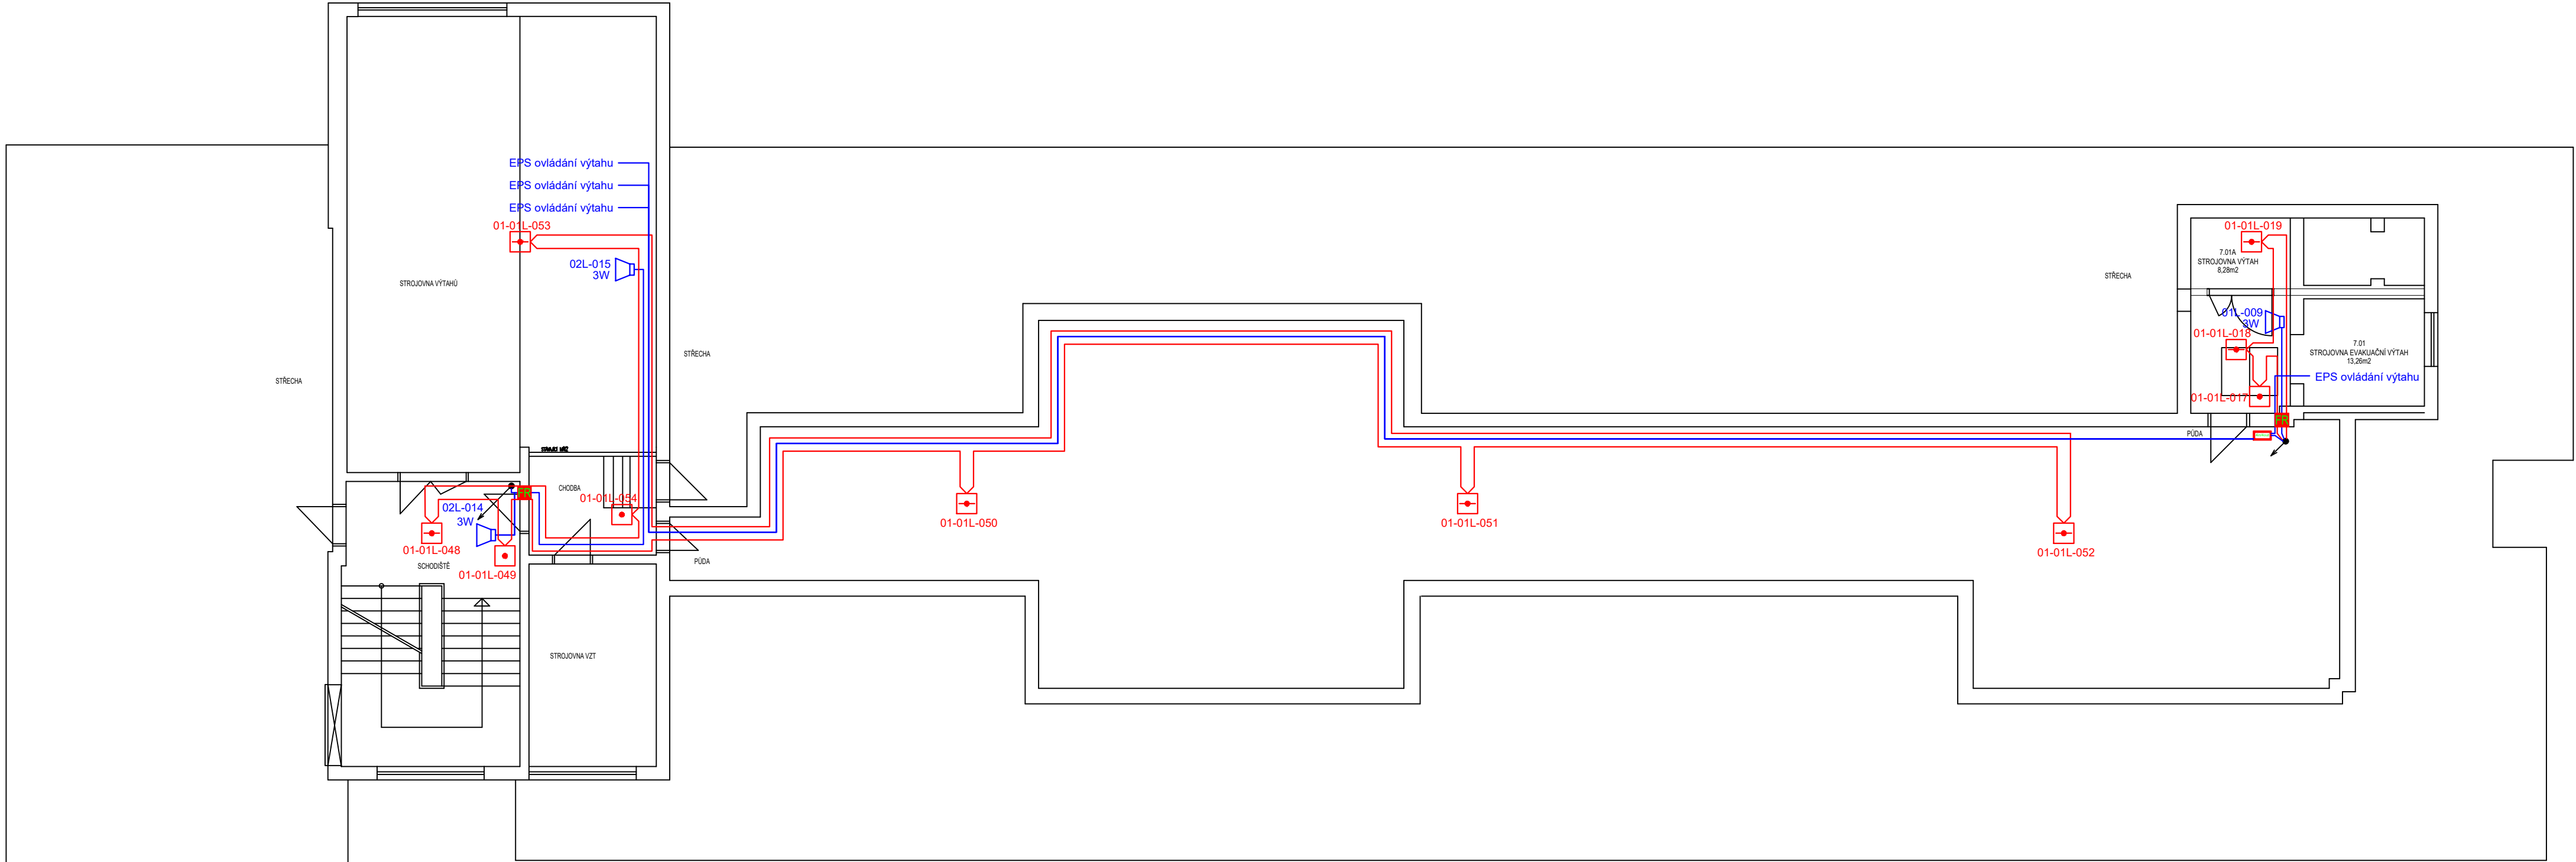 EPS ovládání výtahu
EPS ovládání výtahu
EPS ovládání výtahu
01-01L-053
02L-015
3W
STROJOVNA VÝTAHŮ
STŘECHA
STŘECHA
CHODBA
01-01L-054
02L-014
3W
01-01L-048
SCHODIŠTĚ
01-01L-049
PŮDA
STROJOVNA VZT
01-01L-050
01-01L-051
01-01L-052
STŘECHA
01-01L-019
7.01A
STROJOVNA VÝTAH
8,28m2
01L-009
3W
01-01L-018
7.01
STROJOVNA EVAKUAČNÍ VÝTAH
13,26m2
EPS ovládání výtahu
01-01L-017
PŮDA